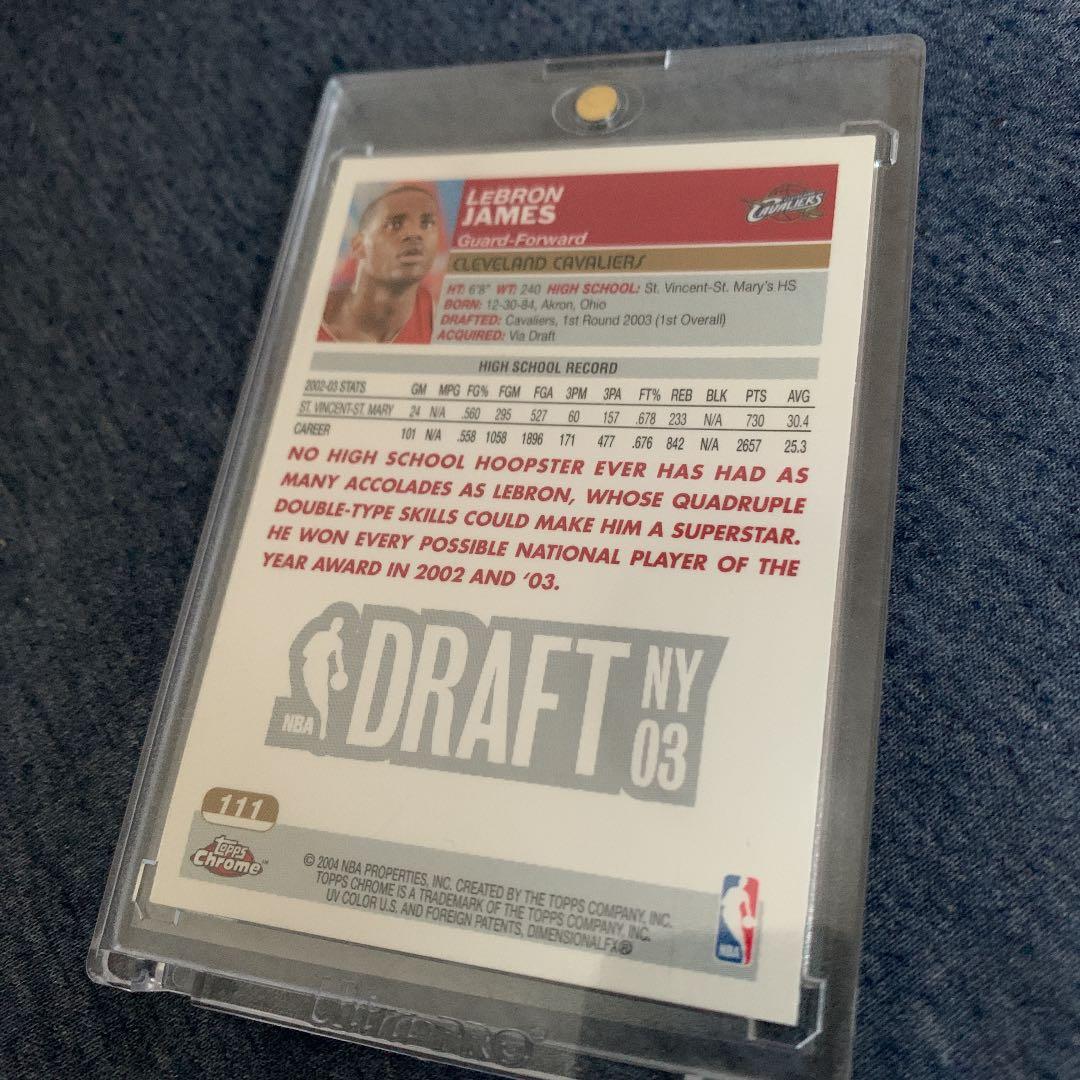 LEBRON
JAMES
CAVALIERS
Guard-Forward
CLEVELAND CAVALIERS
HT: 6'8" WT: 240 HIGH SCHOOL: St. Vincent-St. Mary's HS
BORN: 12-30-84, Akron, Ohio
DRAFTED: Cavaliers, 1st Round 2003 (1st Overall)
ACQUIRED: Via Draft
HIGH SCHOOL RECORD
2002-03 STATS GM MPG FG% FGM FGA 3PM 3PA FT% REB BLK PTS AVG
ST. VINCENT-ST. MARY 24 N/A .560 295 527 60 157 .678 233 N/A 730 30.4
CAREER 101 N/A .558 1058 1896 171 477 .676 842 N/A 2657 25.3
NO HIGH SCHOOL HOOPSTER EVER HAS HAD AS
MANY ACCOLADES AS LEBRON, WHOSE QUADRUPLE
DOUBLE-TYPE SKILLS COULD MAKE HIM A SUPERSTAR.
HE WON EVERY POSSIBLE NATIONAL PLAYER OF THE
YEAR AWARD IN 2002 AND '03.
NBA DRAFT NY
03
111
Topps
Chrome™
© 2004 NBA PROPERTIES, INC. CREATED BY THE TOPPS COMPANY, INC.
TOPPS CHROME IS A TRADEMARK OF THE TOPPS COMPANY, INC.
UV COLOR U.S. AND FOREIGN PATENTS, DIMENSIONALFX®
NBA